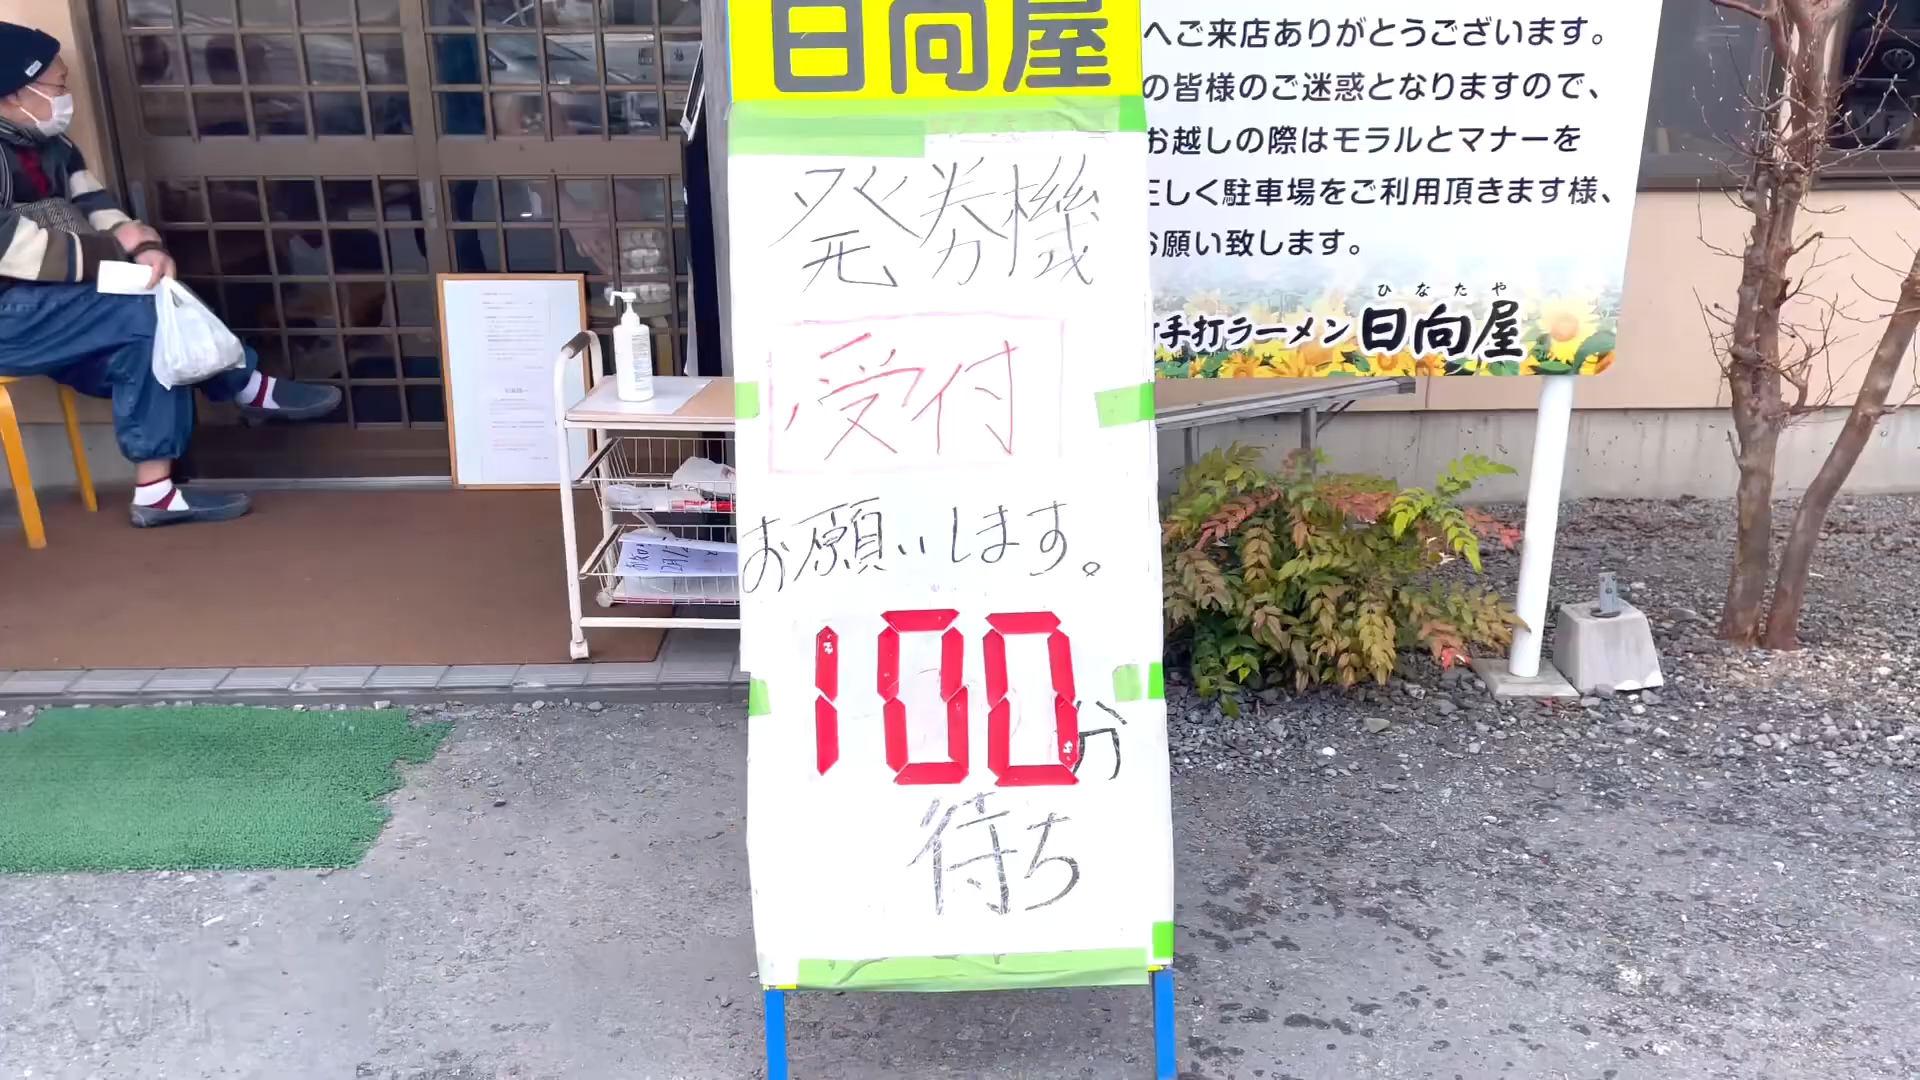 日向屋
発券機
受付
お願いします。
100分
待ち
へご来店ありがとうございます。
の皆様のご迷惑となりますので、
お越しの際はモラルとマナーを
正しく駐車場をご利用頂きます様、
お願い致します。
ひなたや
手打ラーメン 日向屋